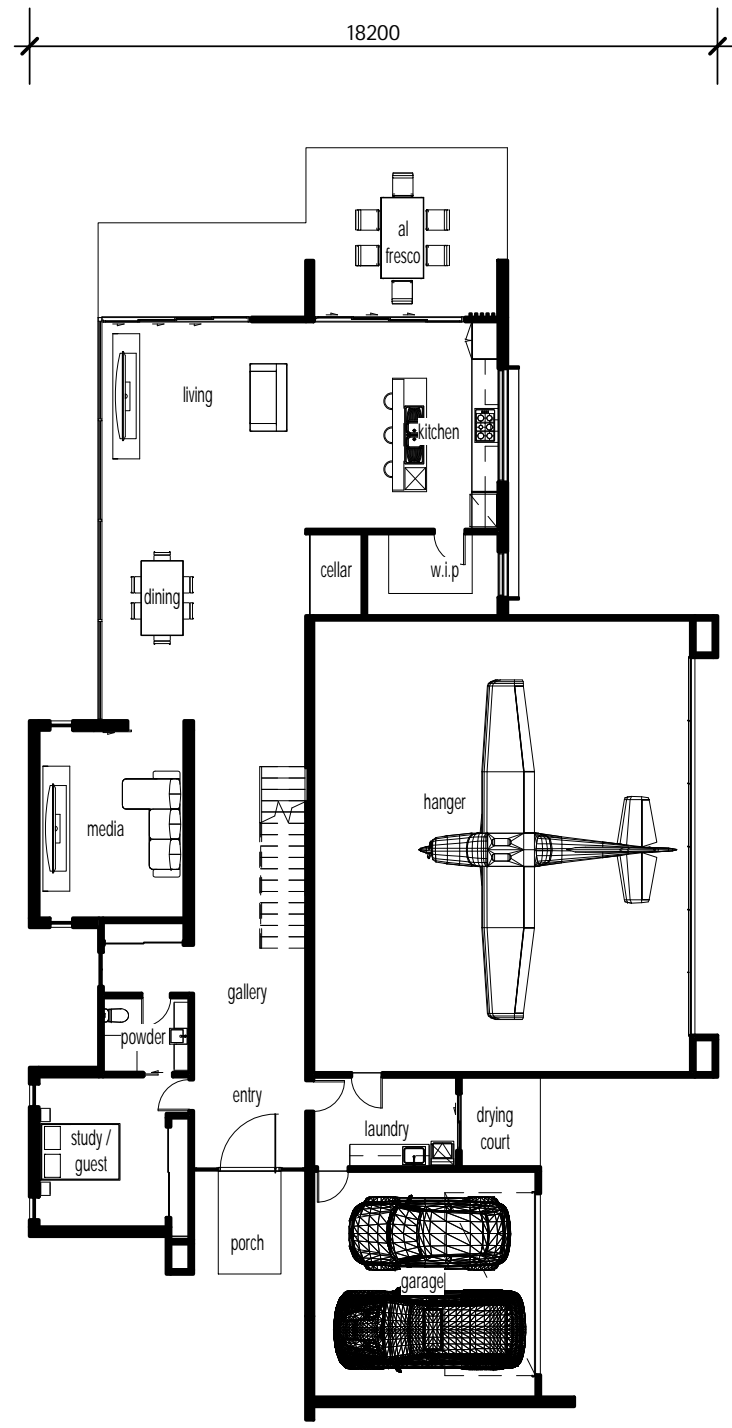 18200
al
fresco
living
kitchen
cellar
w.i.p
dining
hanger
media
gallery
powder
entry
drying
court
laundry
study /
guest
porch
garage